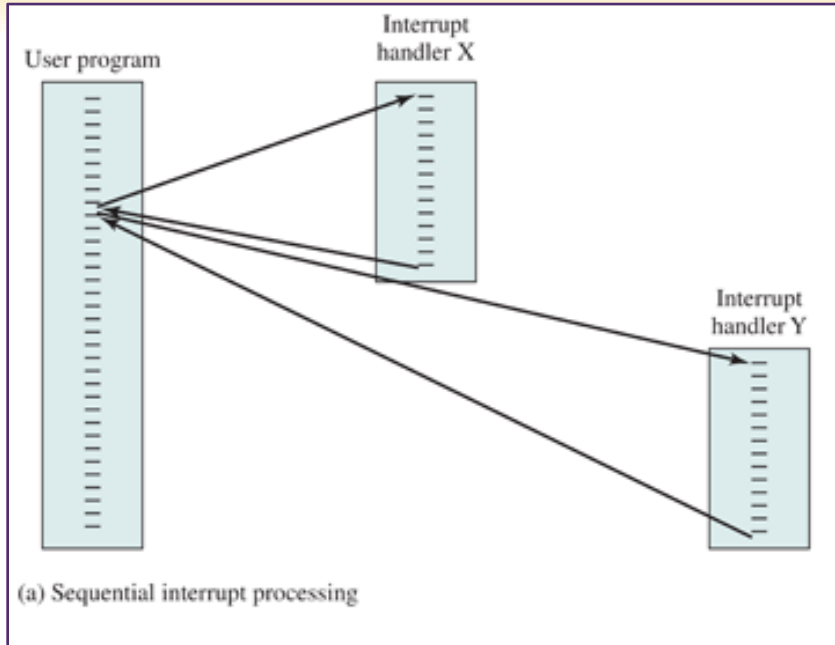 User program
Interrupt
handler X
Interrupt
handler Y
(a) Sequential interrupt processing